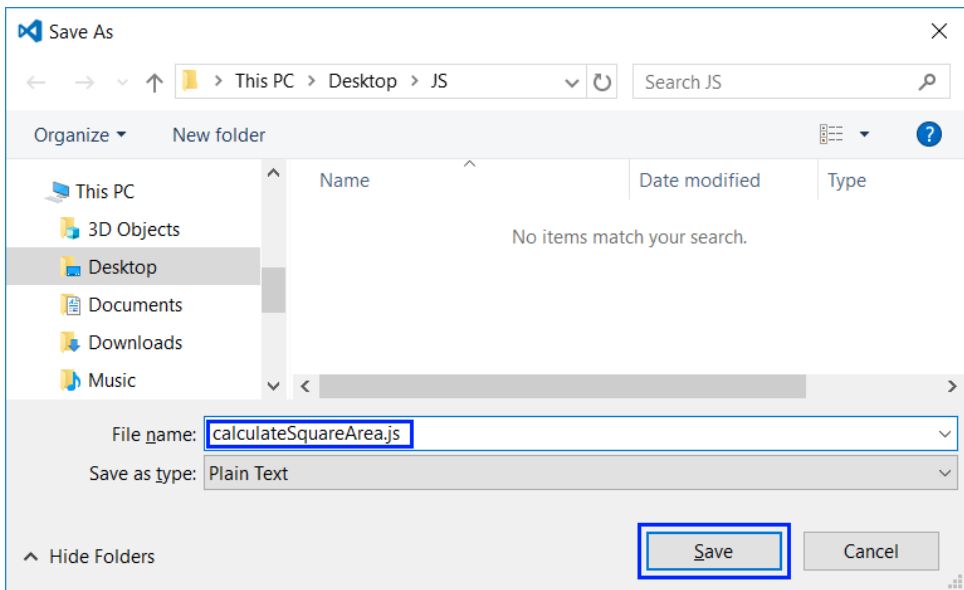 Save As
This PC > Desktop > JS
Search JS
Organize
New folder
?
This PC
3D Objects
Desktop
Documents
Downloads
Music
Name
Date modified
Type
No items match your search.
File name: calculateSquareArea.js
Save as type: Plain Text
Hide Folders
Save
Cancel